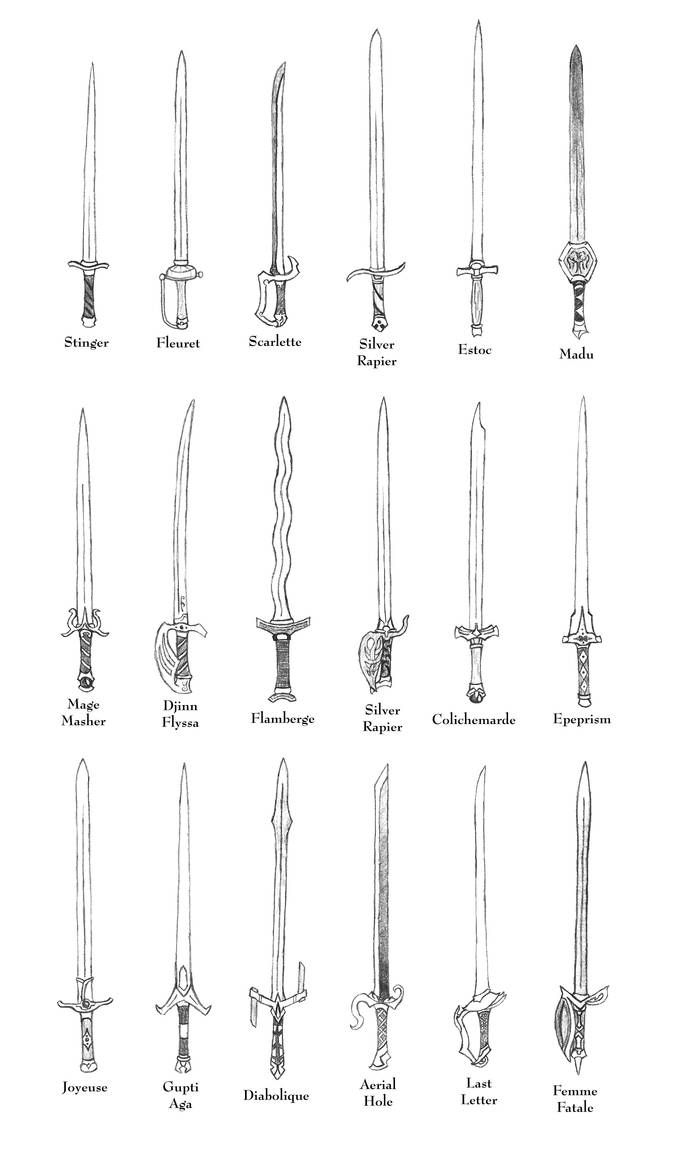 Stinger
Fleuret
Scarlette
Silver
Rapier
Estoc
Madu
Mage
Masher
Djinn
Flyssa
Flamberge
Silver
Rapier
Colichemarde
Epeprism
Joyeuse
Gupti
Aga
Diabolique
Aerial
Hole
Last
Letter
Femme
Fatale